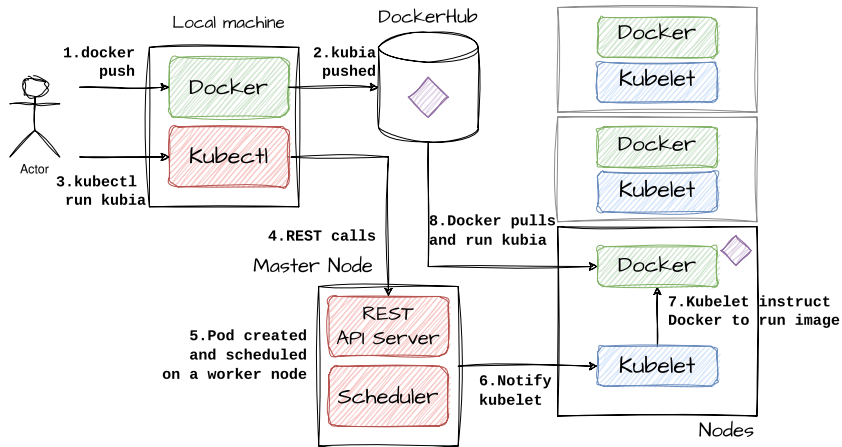 Local machine
DockerHub
1.docker
push
Docker
2.kubia
pushed
Kubectl
Actor
3.kubectl
run kubia
4.REST calls
Master Node
REST
API Server
Scheduler
5.Pod created
and scheduled
on a worker node
6.Notify
kubelet
Docker
Kubelet
Docker
Kubelet
8.Docker pulls
and run kubia
Docker
7.Kubelet instruct
Docker to run image
Kubelet
Nodes